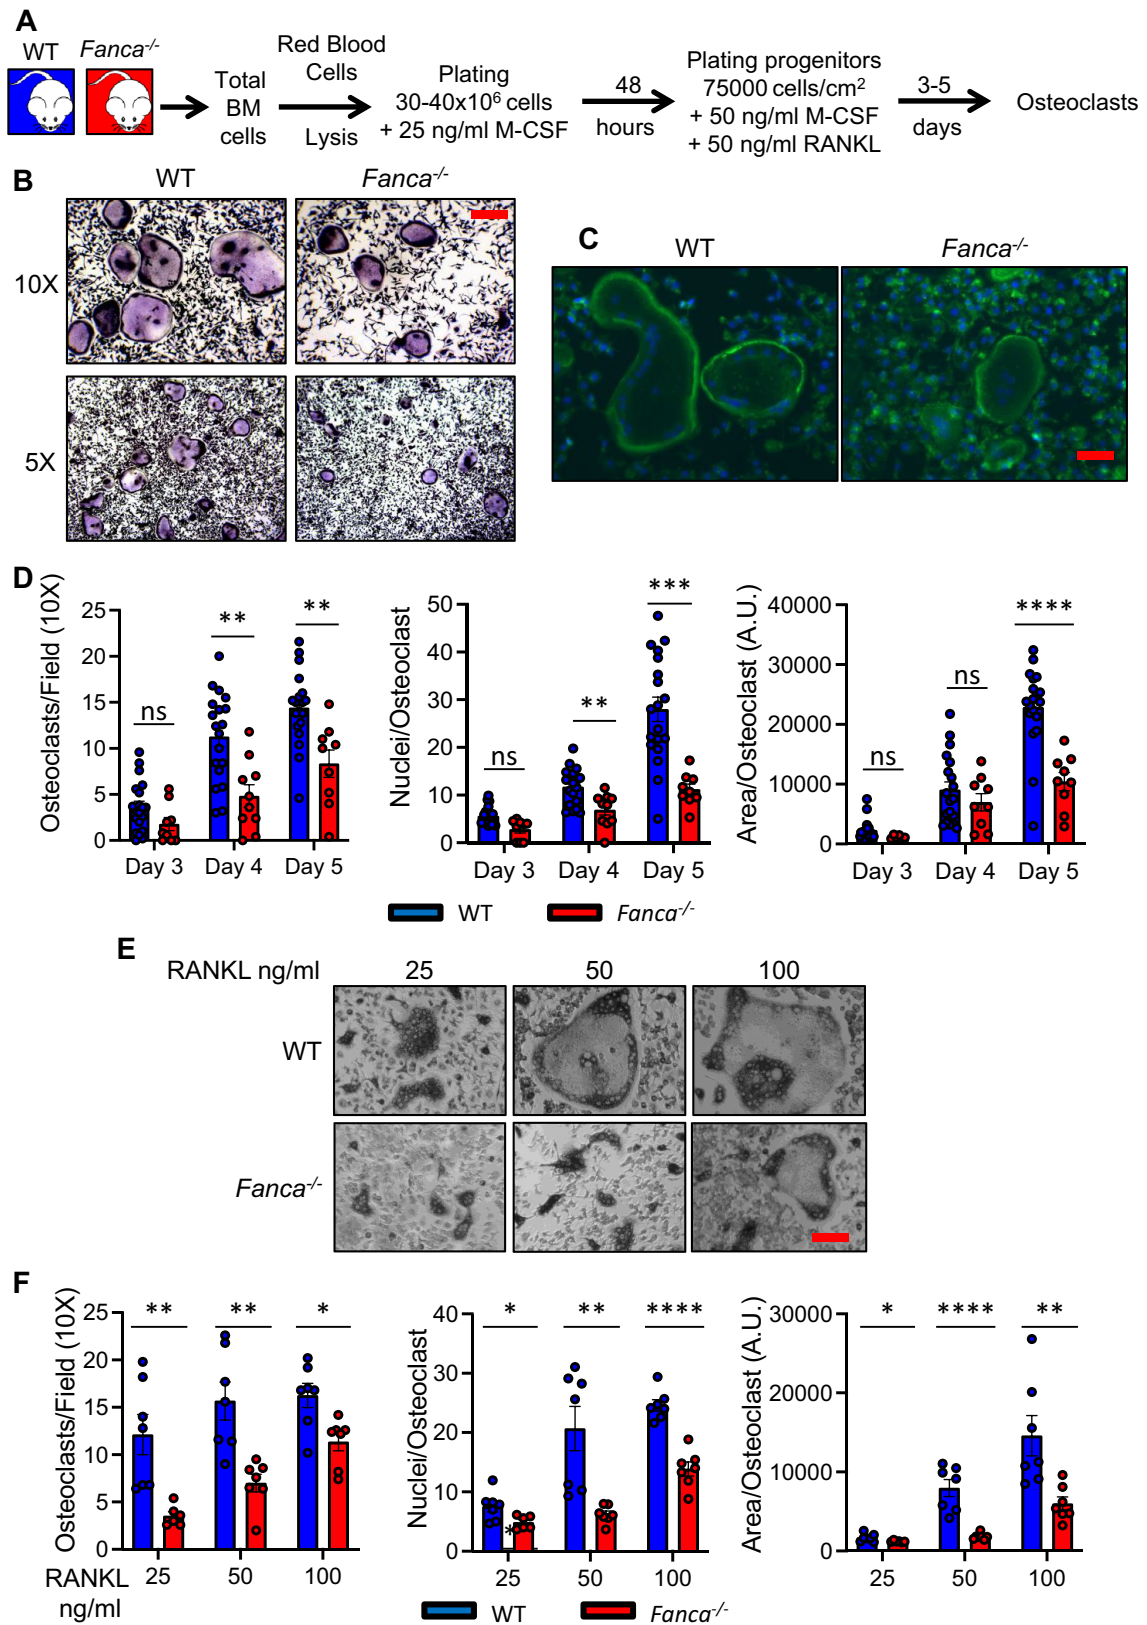 A
WT Fanca-/-
Total
BM
cells
Red Blood
Cells
Lysis
Plating
30-40x10⁶ cells
+ 25 ng/ml M-CSF
48
hours
Plating progenitors
75000 cells/cm²
+ 50 ng/ml M-CSF
+ 50 ng/ml RANKL
3-5
days
Osteoclasts
B
WT Fanca-/-
10X
5X
C
WT Fanca-/-
D
Osteoclasts/Field (10X)
25
20
15
10
5
0
ns
**
**
Day 3 Day 4 Day 5
Nuclei/Osteoclast
50
40
30
20
10
0
ns
**
***
Day 3 Day 4 Day 5
Area/Osteoclast (A.U.)
40000
30000
20000
10000
0
ns
ns
****
Day 3 Day 4 Day 5
WT Fanca-/-
E
RANKL ng/ml 25 50 100
WT
Fanca-/-
F
Osteoclasts/Field (10X)
25
20
15
10
5
0
** ** *
RANKL
ng/ml
25 50 100
Nuclei/Osteoclast
40
30
20
10
0
* ** ****
*
25 50 100
Area/Osteoclast (A.U.)
30000
20000
10000
0
* **** **
25 50 100
WT Fanca-/-